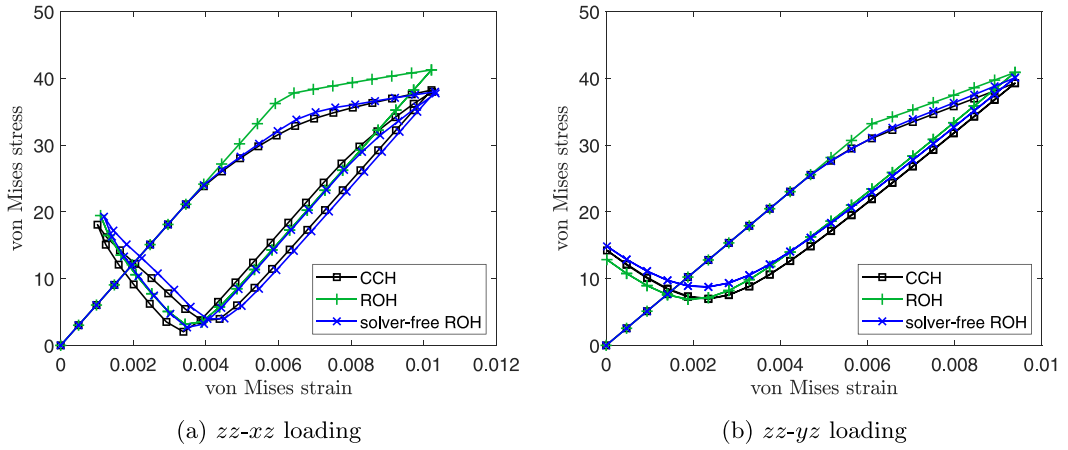 50
40
30
20
10
0
von Mises stress
0
0.002
0.004
0.006
0.008
0.01
0.012
von Mises strain
CCH
ROH
solver-free ROH
(a) zz-xz loading
50
40
30
20
10
0
von Mises stress
0
0.002
0.004
0.006
0.008
0.01
von Mises strain
CCH
ROH
solver-free ROH
(b) zz-yz loading